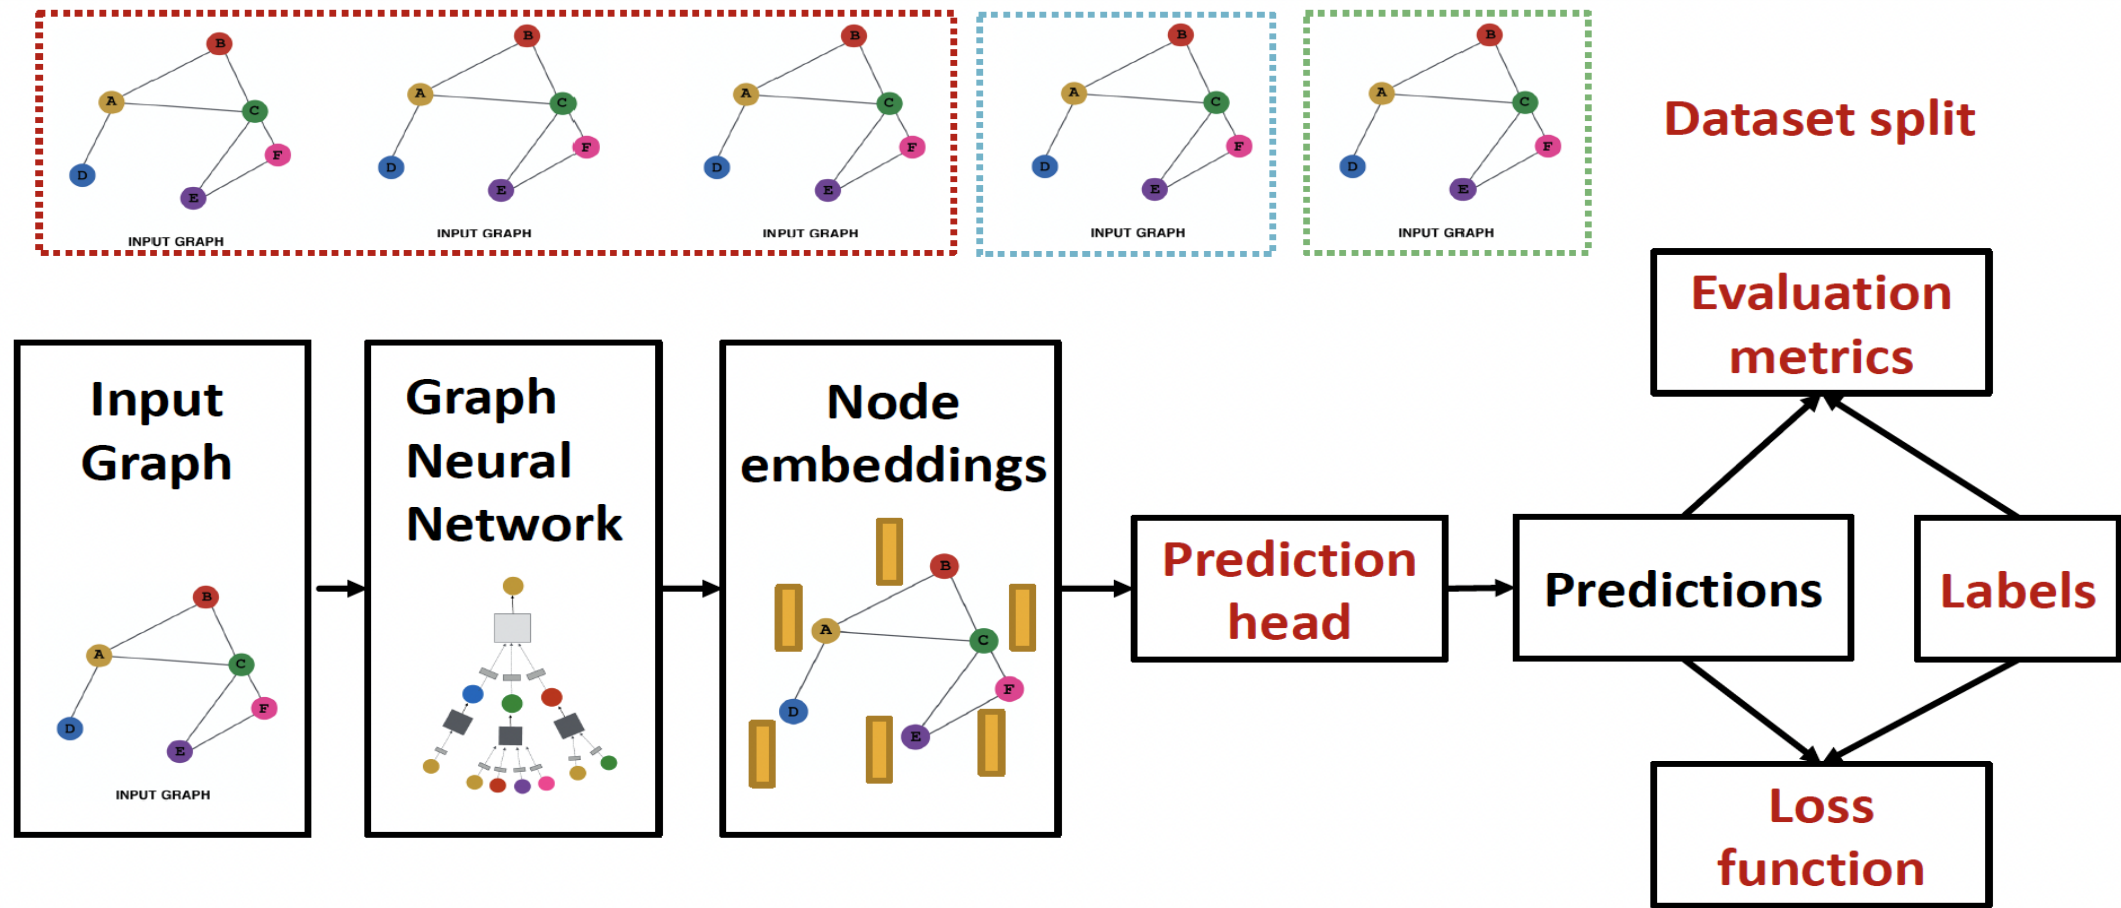 B
A
C
F
D
E
INPUT GRAPH
B
A
C
F
D
E
INPUT GRAPH
B
A
C
F
D
E
INPUT GRAPH
B
A
C
F
D
E
INPUT GRAPH
B
A
C
F
D
E
INPUT GRAPH
Dataset split
Input
Graph
B
A
C
F
D
E
INPUT GRAPH
Graph
Neural
Network
Node
embeddings
B
A
C
F
D
E
Prediction
head
Predictions
Labels
Evaluation
metrics
Loss
function